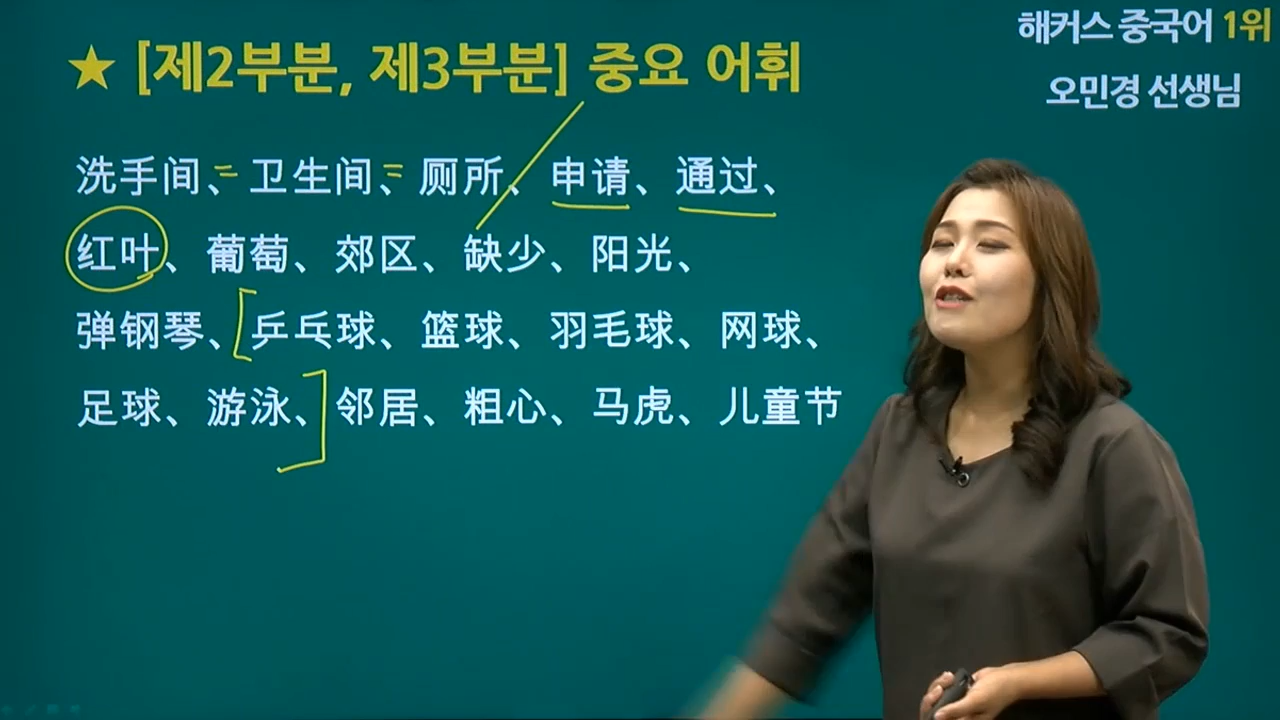 ★ [제2부분, 제3부분] 중요 어휘
해커스 중국어 1위
오민경 선생님
洗手间、= 卫生间、= 厕所、申请、通过、
红叶、葡萄、郊区、缺少、阳光、
弹钢琴、乒乓球、篮球、羽毛球、网球、
足球、游泳、邻居、粗心、马虎、儿童节